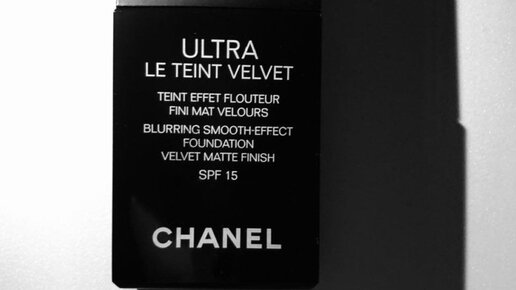 ULTRA
LE TEINT VELVET
TEINT EFFET FLOUTEUR
FINI MAT VELOURS
BLURRING SMOOTH-EFFECT
FOUNDATION
VELVET MATTE FINISH
SPF 15
CHANEL